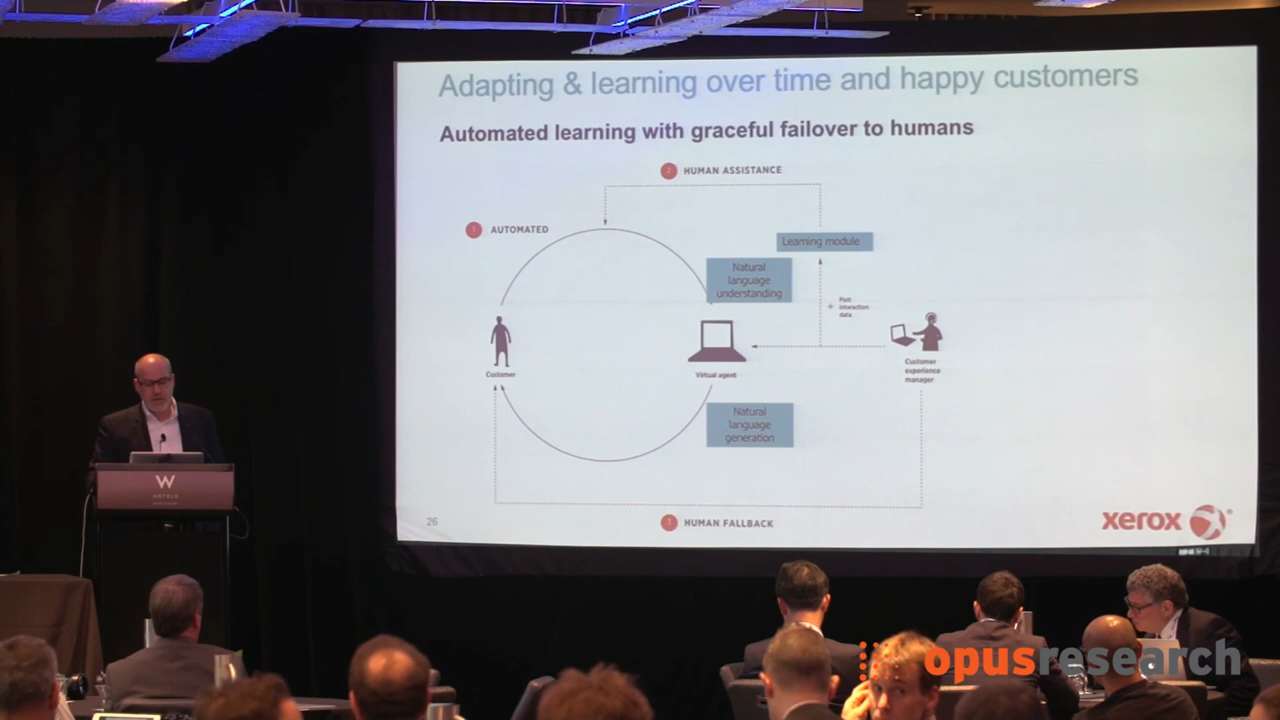 Adapting & learning over time and happy customers
Automated learning with graceful failover to humans
2 HUMAN ASSISTANCE
1 AUTOMATED
Learning module
Natural
language
understanding
+ Past
interaction
data
Customer
Virtual agent
Customer
experience
manager
Natural
language
generation
3 HUMAN FALLBACK
26
xerox
W
HOTELS
opusresearch